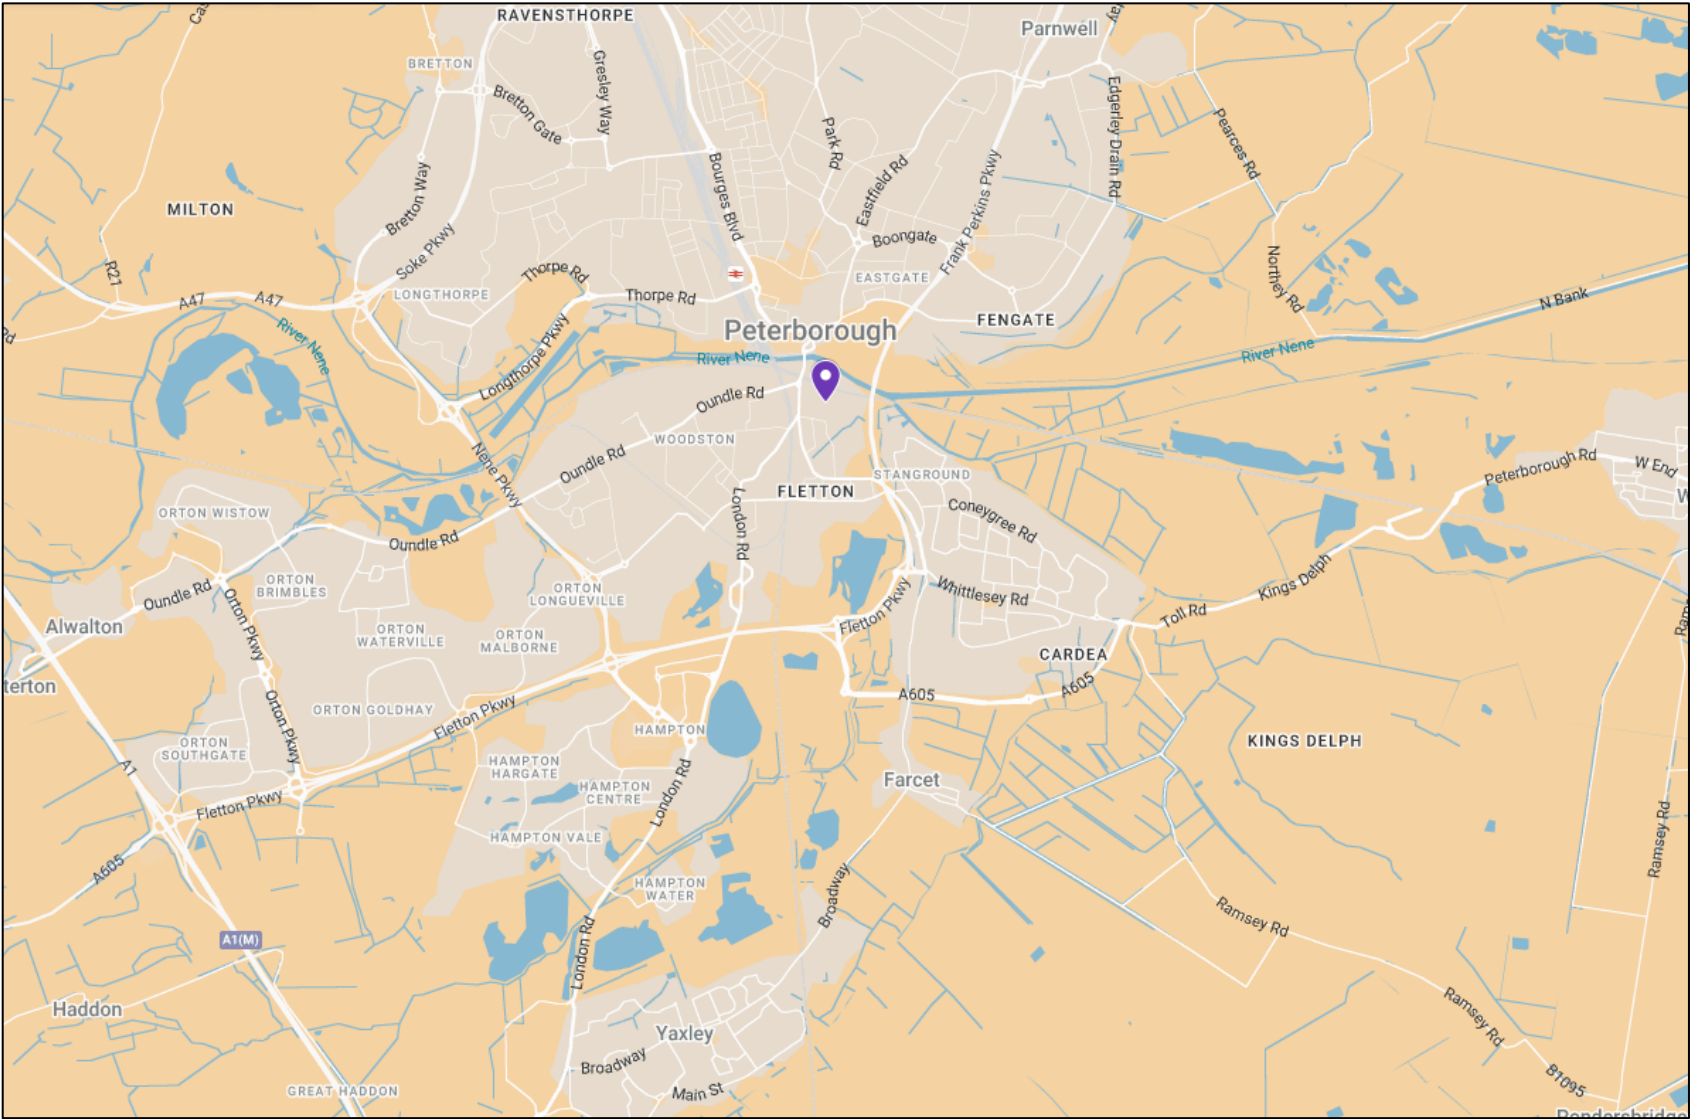 RAVENSTHORPE
Parnwell
BRETTON
Gresley Way
Bretton Gate
Edgerley Drain Rd
Park Rd
Pearces Rd
Bourges Blvd
Eastfield Rd
Frank Perkins Pkwy
Bretton Way
MILTON
Soke Pkwy
Boongate
Northey Rd
R21
Thorpe Rd
EASTGATE
A47
A47
LONGTHORPE
Thorpe Rd
N Bank
FENGATE
River Nene
Peterborough
Longthorpe Pkwy
River Nene
River Nene
Oundle Rd
WOODSTON
Oundle Rd
Peterborough Rd
W End
Nene Pkwy
STANGROUND
FLETTON
ORTON WISTOW
London Rd
Coneygree Rd
Oundle Rd
Kings Delph
ORTON
BRIMBLES
Oundle Rd
ORTON
LONGUEVILLE
Whittlesey Rd
Fletton Pkwy
Toll Rd
Alwalton
Orton Pkwy
ORTON
WATERVILLE
ORTON
MALBORNE
CARDEA
terton
A605
A605
Orton Pkwy
ORTON GOLDHAY
Fletton Pkwy
HAMPTON
KINGS DELPH
ORTON
SOUTHGATE
A1
HAMPTON
HARGATE
Farcet
HAMPTON
CENTRE
London Rd
Fletton Pkwy
HAMPTON VALE
Ramsey Rd
A605
HAMPTON
WATER
Broadway
Ramsey Rd
A1(M)
London Rd
Haddon
Ramsey Rd
Yaxley
Broadway
Main St
GREAT HADDON
B1095